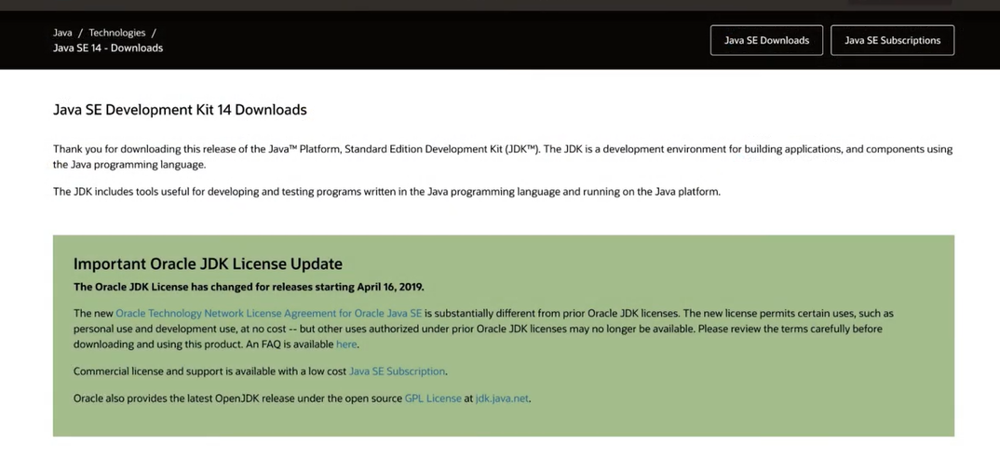 Java / Technologies /
Java SE 14 - Downloads
Java SE Downloads
Java SE Subscriptions
Java SE Development Kit 14 Downloads
Thank you for downloading this release of the Java™ Platform, Standard Edition Development Kit (JDK™). The JDK is a development environment for building applications, and components using
the Java programming language.
The JDK includes tools useful for developing and testing programs written in the Java programming language and running on the Java platform.
Important Oracle JDK License Update
The Oracle JDK License has changed for releases starting April 16, 2019.
The new Oracle Technology Network License Agreement for Oracle Java SE is substantially different from prior Oracle JDK licenses. The new license permits certain uses, such as
personal use and development use, at no cost -- but other uses authorized under prior Oracle JDK licenses may no longer be available. Please review the terms carefully before
downloading and using this product. An FAQ is available here.
Commercial license and support is available with a low cost Java SE Subscription.
Oracle also provides the latest OpenJDK release under the open source GPL License at jdk.java.net.